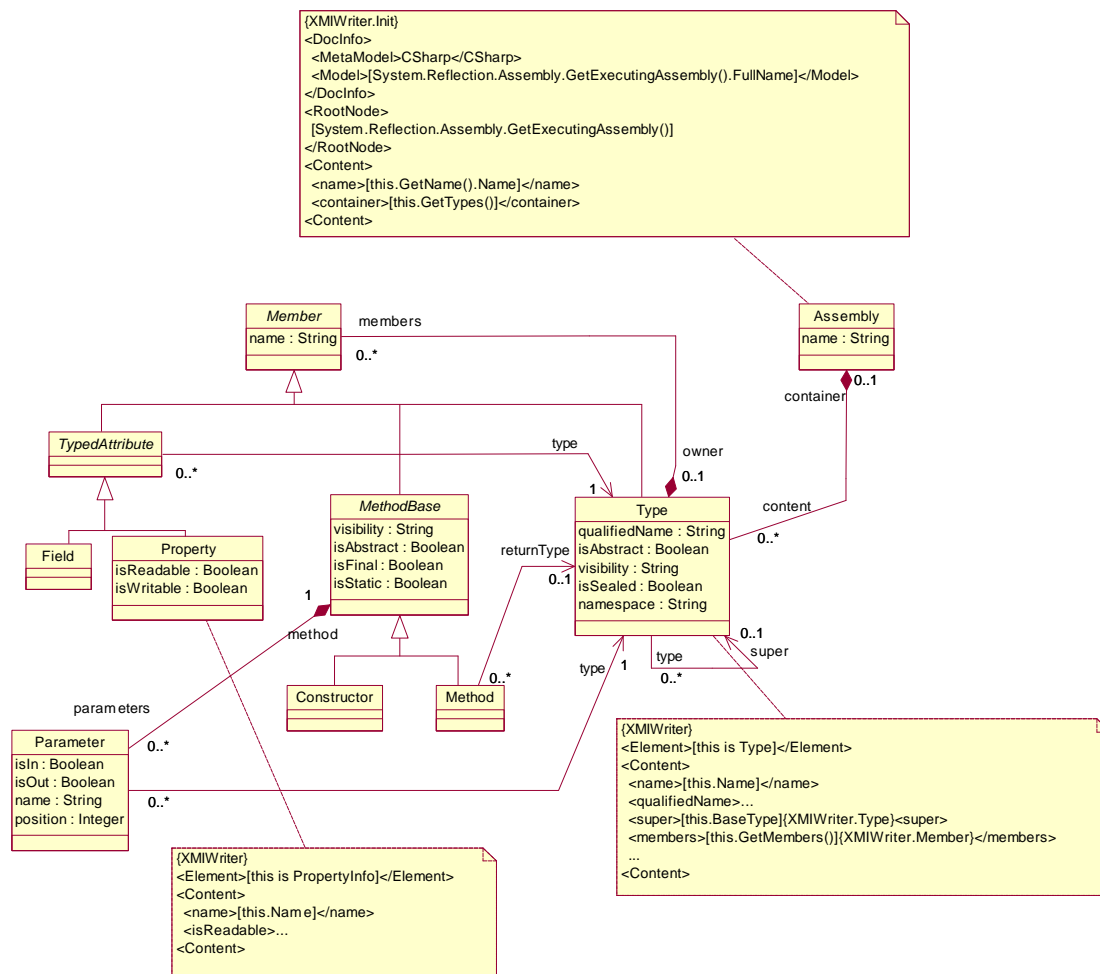 {XMIWriter.Init}
<DocInfo>
<MetaModel>CSharp</CSharp>
<Model>[System.Reflection.Assembly.GetExecutingAssembly().FullName]</Model>
</DocInfo>
<RootNode>
[System.Reflection.Assembly.GetExecutingAssembly()]
</RootNode>
<Content>
<name>[this.GetName().Name]</name>
<container>[this.GetTypes()]</container>
<Content>
Member
name : String
members
0..*
Assembly
name : String
0..1
container
TypedAttribute
0..*
type
1
owner
0..1
content
0..*
Field
Property
isReadable : Boolean
isWritable : Boolean
MethodBase
visibility : String
isAbstract : Boolean
isFinal : Boolean
isStatic : Boolean
1
method
returnType
0..1
Type
qualifiedName : String
isAbstract : Boolean
visibility : String
isSealed : Boolean
namespace : String
0..1
super
type
0..*
type
1
Constructor
Method
0..*
parameters
0..*
Parameter
isIn : Boolean
isOut : Boolean
name : String
position : Integer
0..*
{XMIWriter}
<Element>[this is Type]</Element>
<Content>
<name>[this.Name]</name>
<qualifiedName>...
<super>[this.BaseType]{XMIWriter.Type}<super>
<members>[this.GetMembers()]{XMIWriter.Member}</members>
...
<Content>
{XMIWriter}
<Element>[this is PropertyInfo]</Element>
<Content>
<name>[this.Name]</name>
<isReadable>...
<Content>